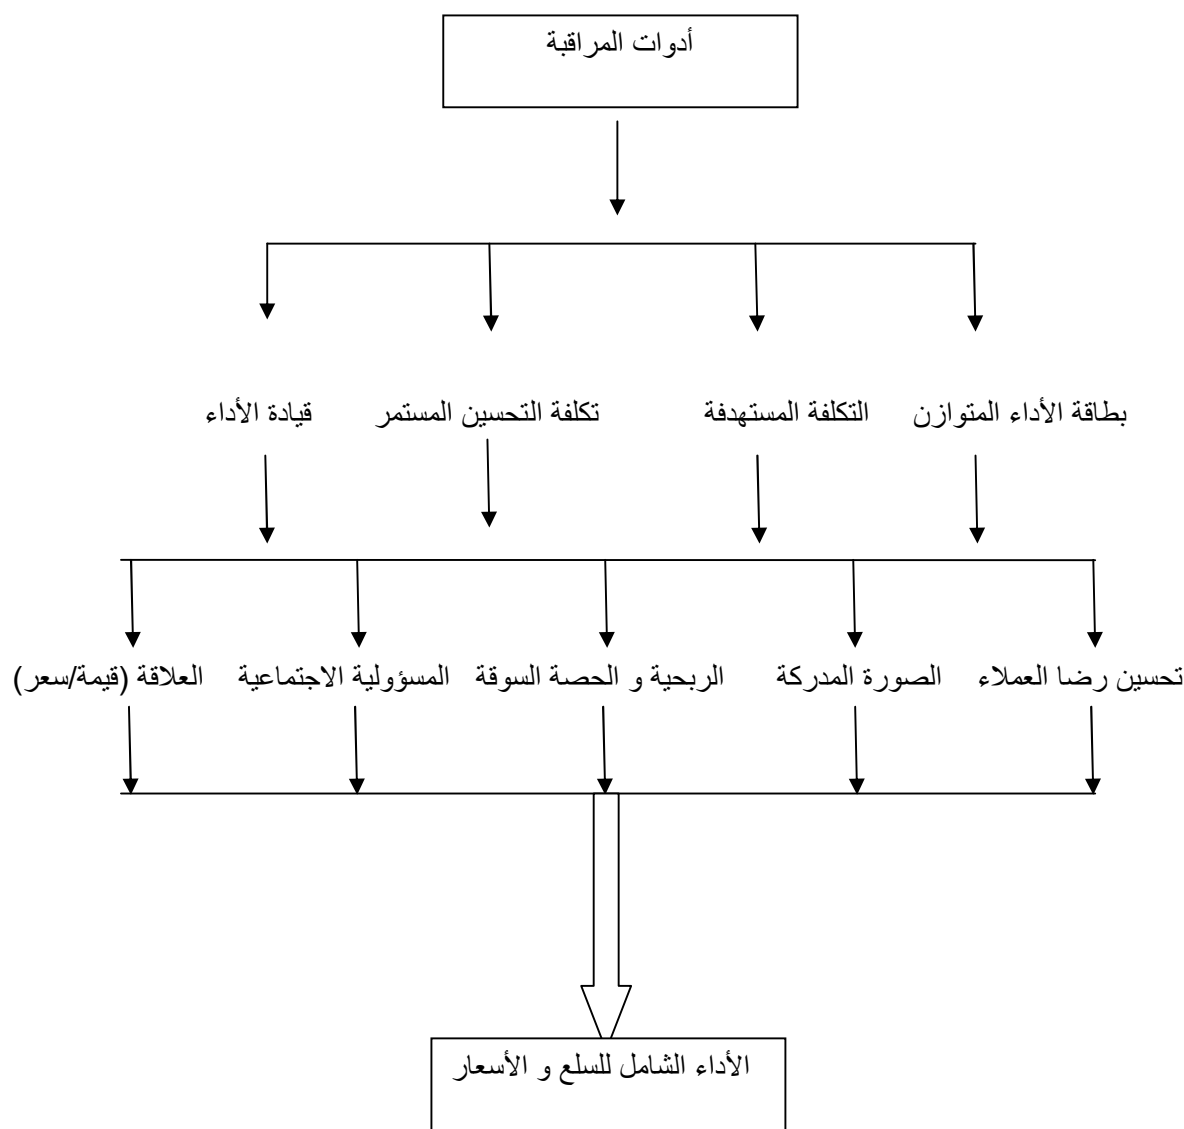 أدوات المراقبة
بطاقة الأداء المتوازن
التكلفة المستهدفة
تكلفة التحسين المستمر
قيادة الأداء
تحسين رضا العملاء
الصورة المدركة
الربحية و الحصة السوقة
المسؤولية الاجتماعية
العلاقة (قيمة/سعر)
الأداء الشامل للسلع و الأسعار